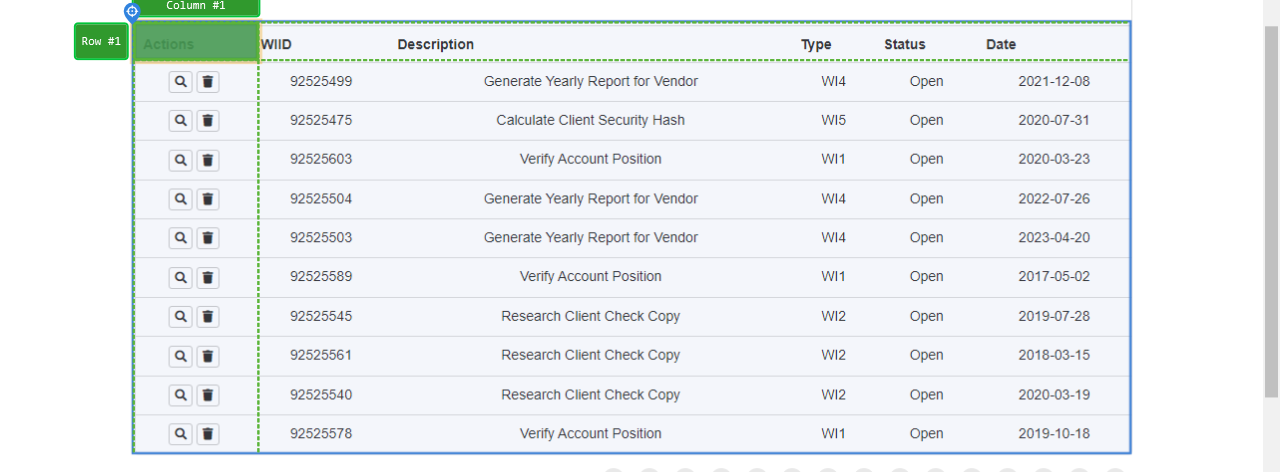 Column #1
Row #1
Actions WIID Description Type Status Date
92525499 Generate Yearly Report for Vendor WI4 Open 2021-12-08
92525475 Calculate Client Security Hash WI5 Open 2020-07-31
92525603 Verify Account Position WI1 Open 2020-03-23
92525504 Generate Yearly Report for Vendor WI4 Open 2022-07-26
92525503 Generate Yearly Report for Vendor WI4 Open 2023-04-20
92525589 Verify Account Position WI1 Open 2017-05-02
92525545 Research Client Check Copy WI2 Open 2019-07-28
92525561 Research Client Check Copy WI2 Open 2018-03-15
92525540 Research Client Check Copy WI2 Open 2020-03-19
92525578 Verify Account Position WI1 Open 2019-10-18